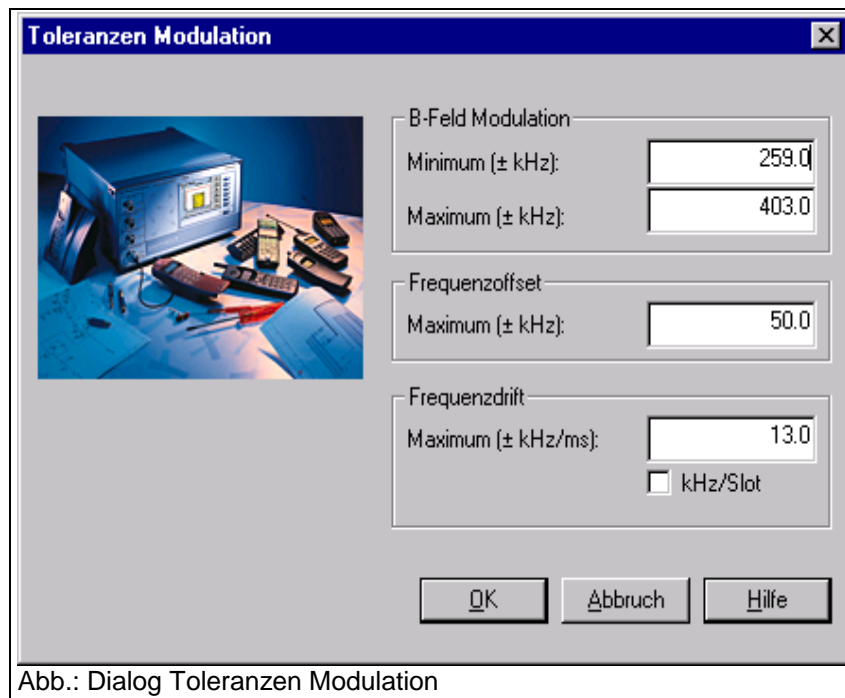 Toleranzen Modulation
B-Feld Modulation
Minimum (± kHz): 259.0
Maximum (± kHz): 403.0
Frequenzoffset
Maximum (± kHz): 50.0
Frequenzdrift
Maximum (± kHz/ms): 13.0
kHz/Slot
OK Abbruch Hilfe
Abb.: Dialog Toleranzen Modulation